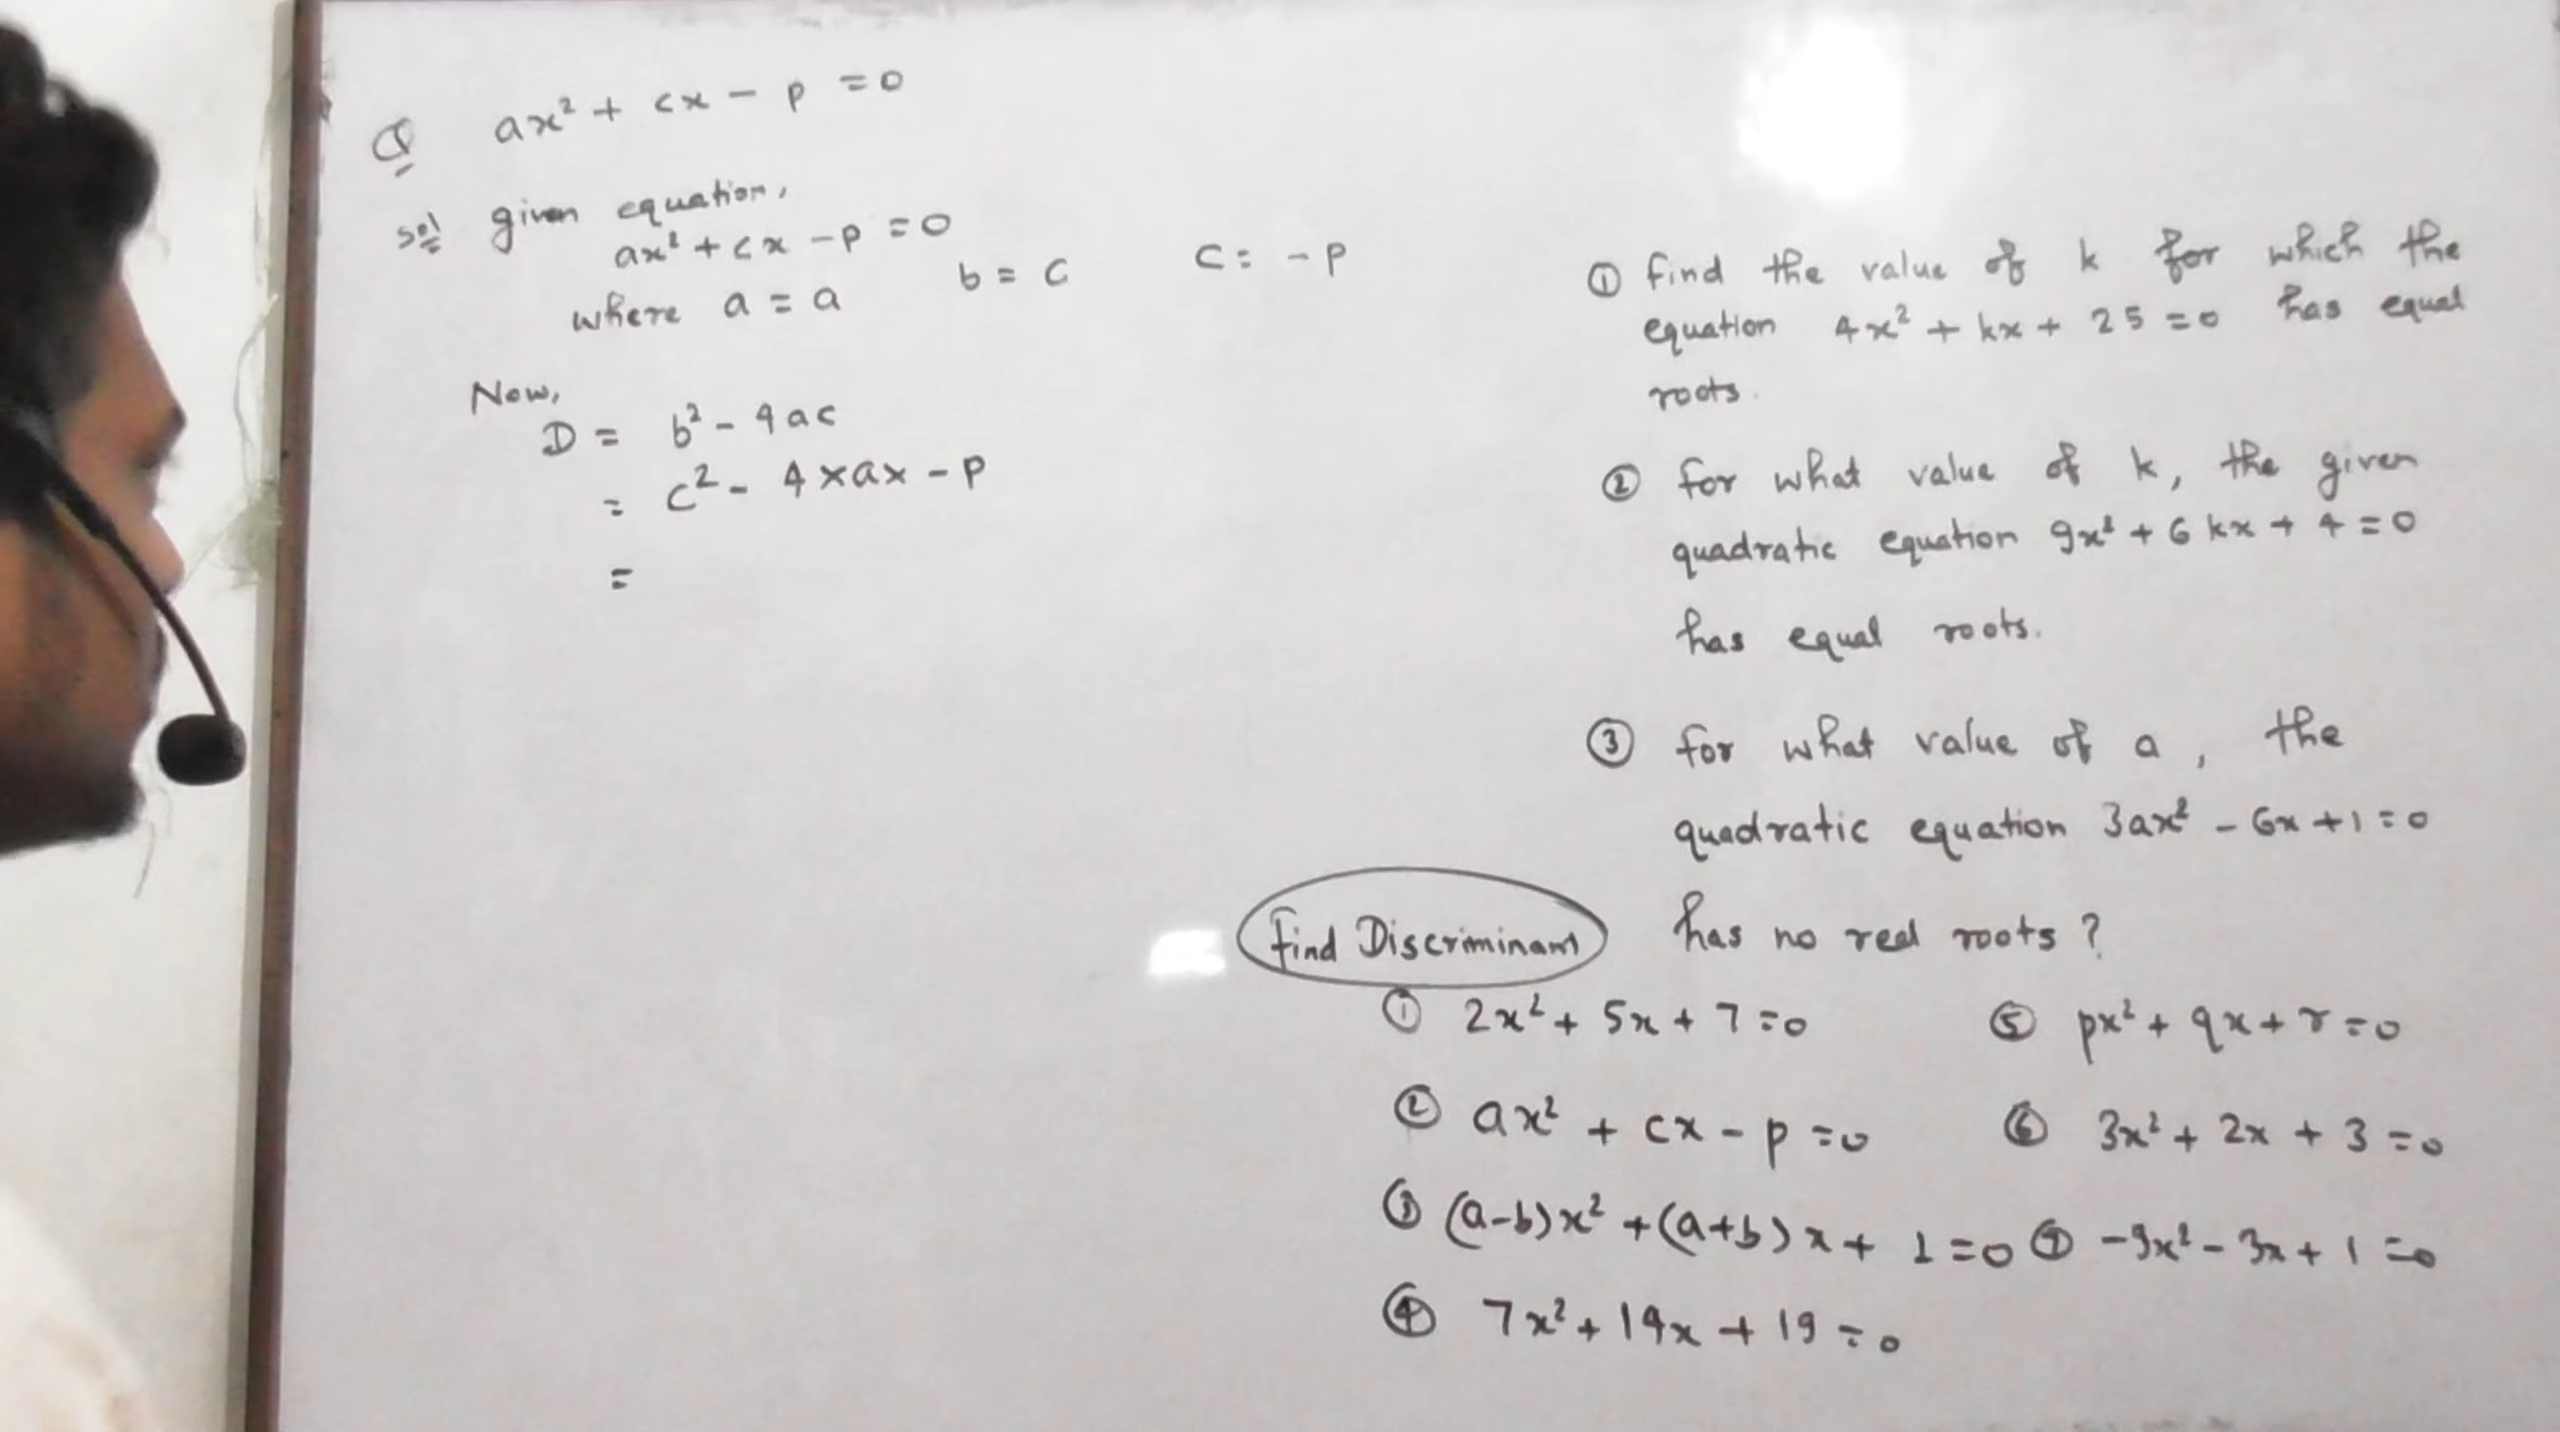 Q ax² + cx - p = 0
sol given equation,
ax² + cx - p = 0
where a = a b = c c = -p
Now,
D = b² - 4ac
= c² - 4 × a × -p
=
① find the value of k for which the
equation 4x² + kx + 25 = 0 has equal
roots.
② for what value of k, the given
quadratic equation 9x² + 6kx + 4 = 0
has equal roots.
③ for what value of a, the
quadratic equation 3ax² - 6x + 1 = 0
has no real roots?
find Discriminant
① 2x² + 5x + 7 = 0
② ax² + cx - p = 0
③ (a-b)x² + (a+b)x + 1 = 0
④ 7x² + 14x + 19 = 0
⑤ px² + qx + r = 0
⑥ 3x² + 2x + 3 = 0
⑦ -9x² - 3x + 1 = 0